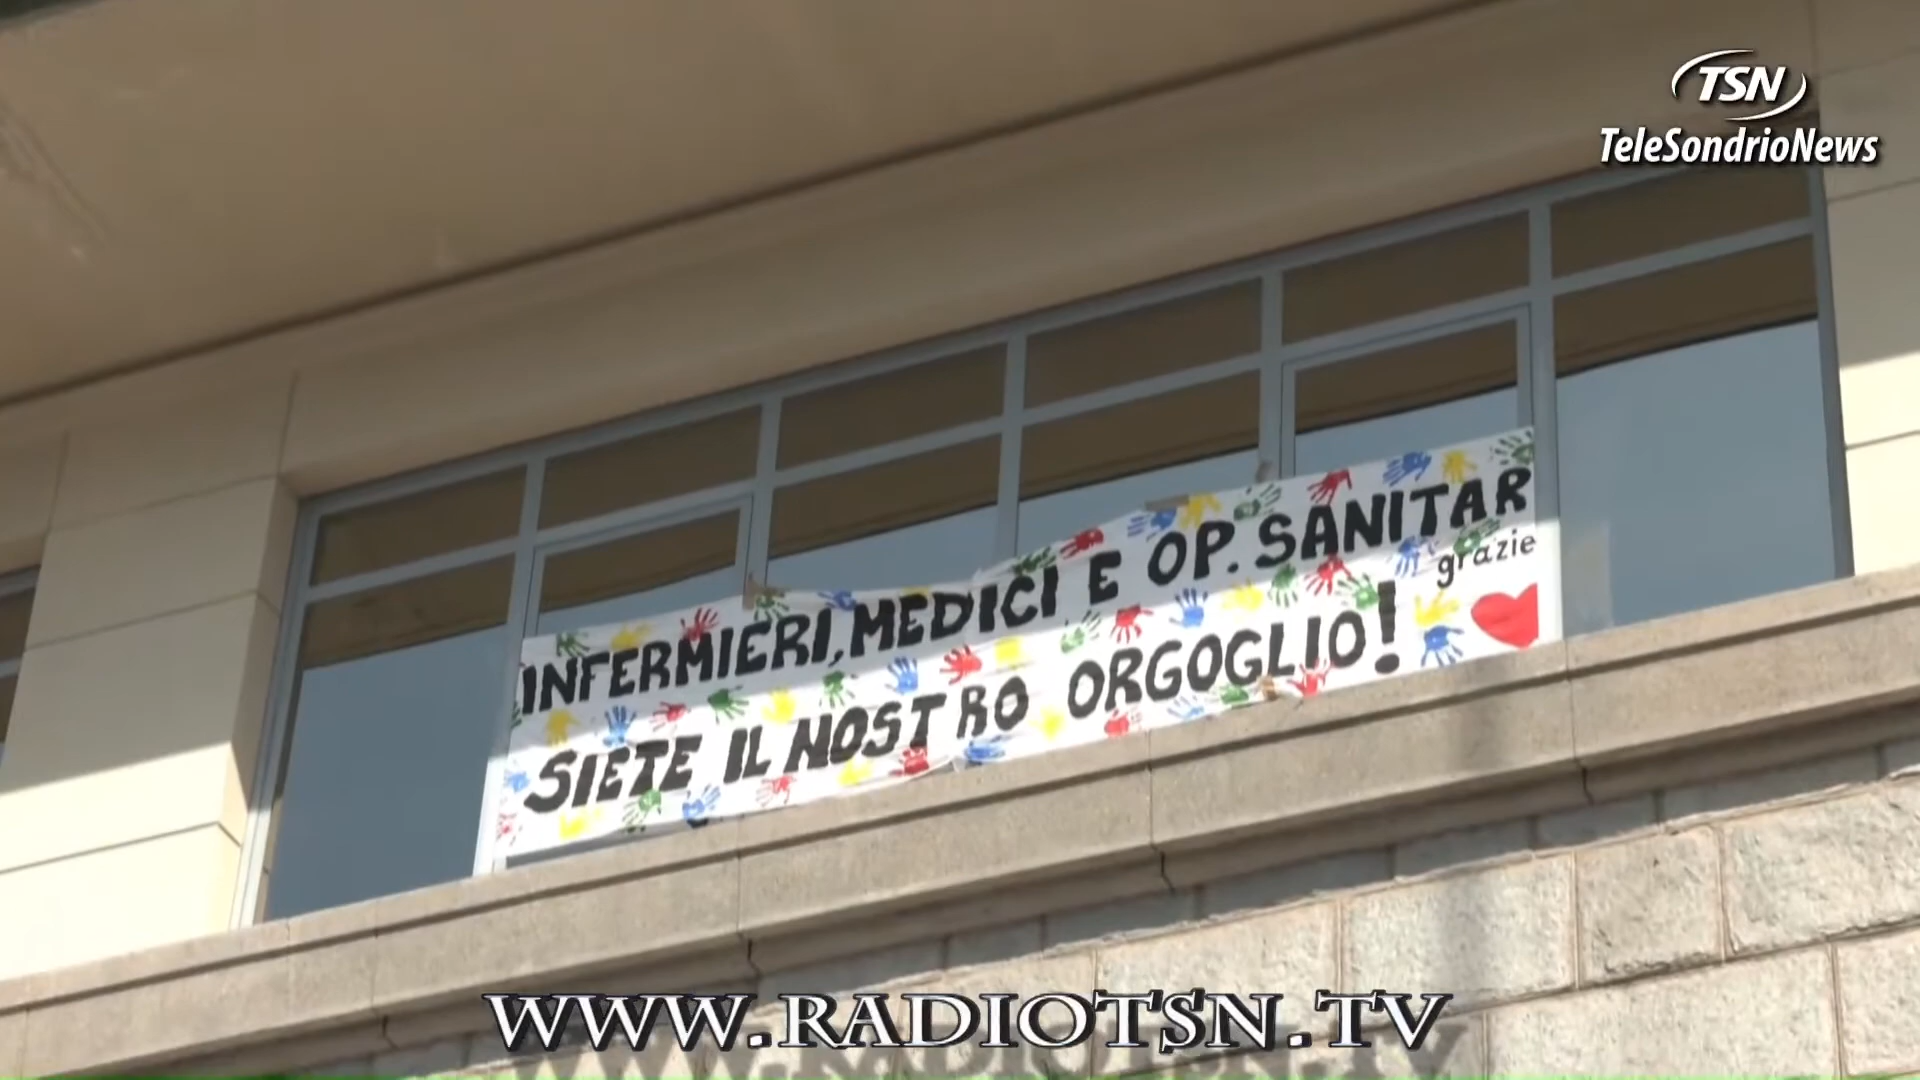 TSN
TeleSondrioNews
INFERMIERI, MEDICI E OP. SANITAR
grazie
SIETE IL NOSTRO ORGOGLIO!
WWW.RADIOTSN.TV